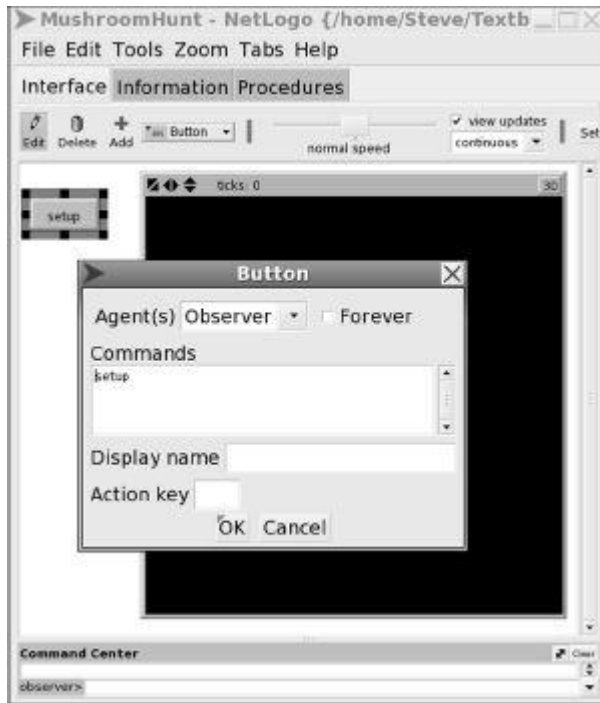 MushroomHunt - NetLogo {/home/Steve/Textb
File Edit Tools Zoom Tabs Help
Interface Information Procedures
Edit Delete Add Button normal speed view updates continuous Set
ticks: 0 3D
setup
Button
Agent(s) Observer Forever
Commands
setup
Display name
Action key
OK Cancel
Command Center Clear
observer>